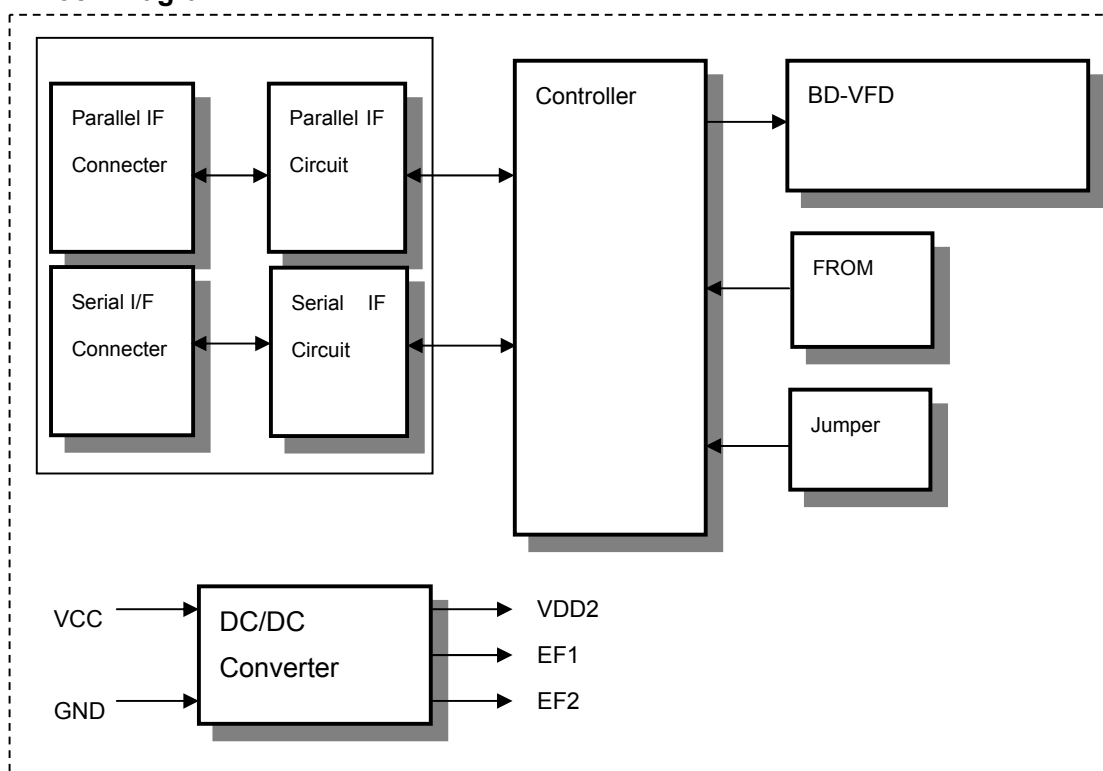 Parallel IF
Connecter
Parallel IF
Circuit
Controller
BD-VFD
FROM
Serial I/F
Connecter
Serial IF
Circuit
Jumper
VCC
GND
DC/DC
Converter
VDD2
EF1
EF2